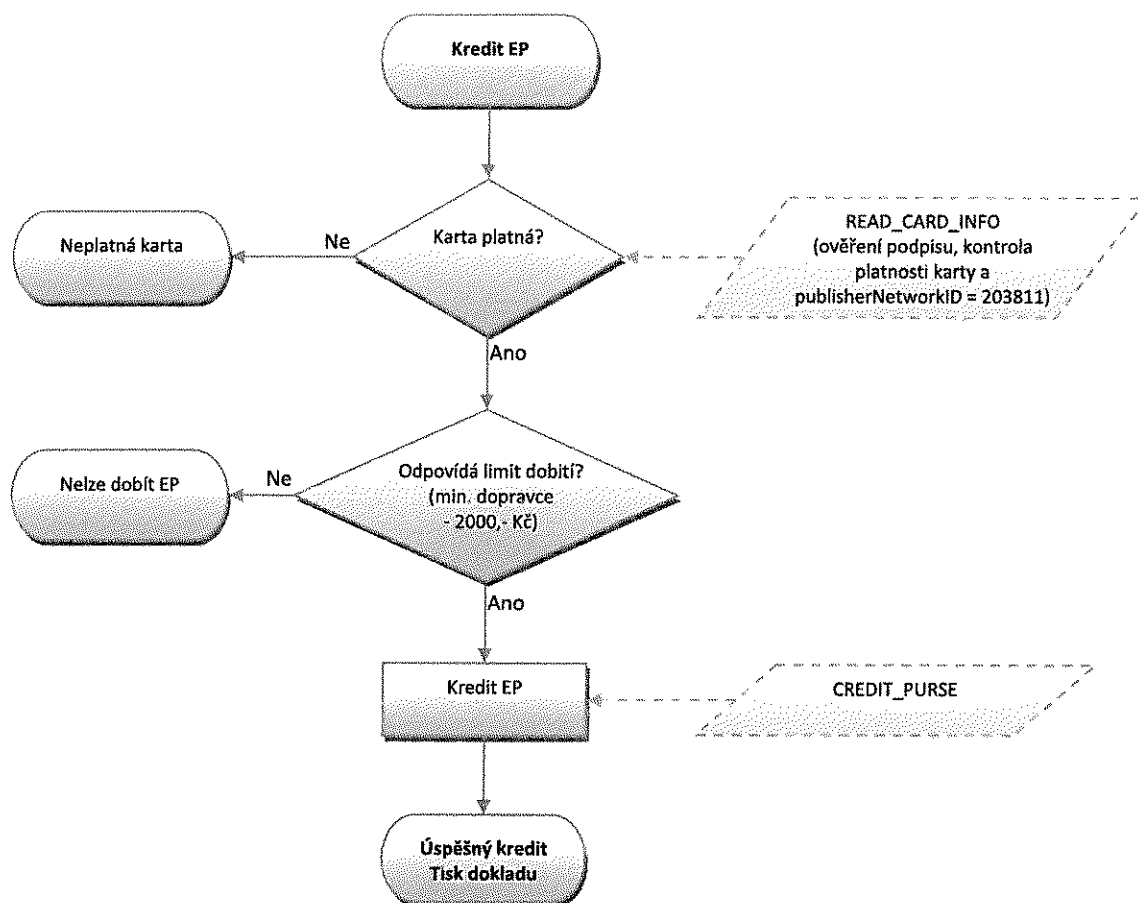 Kredit EP
Neplatná karta
Ne
Karta platná?
READ_CARD_INFO
(ověření podpisu, kontrola
platnosti karty a
publisherNetworkID = 203811)
Ano
Nelze dobít EP
Ne
Odpovídá limit dobití?
(min. dopravce
- 2000,- Kč)
Ano
Kredit EP
CREDIT_PURSE
Úspěšný kredit
Tisk dokladu